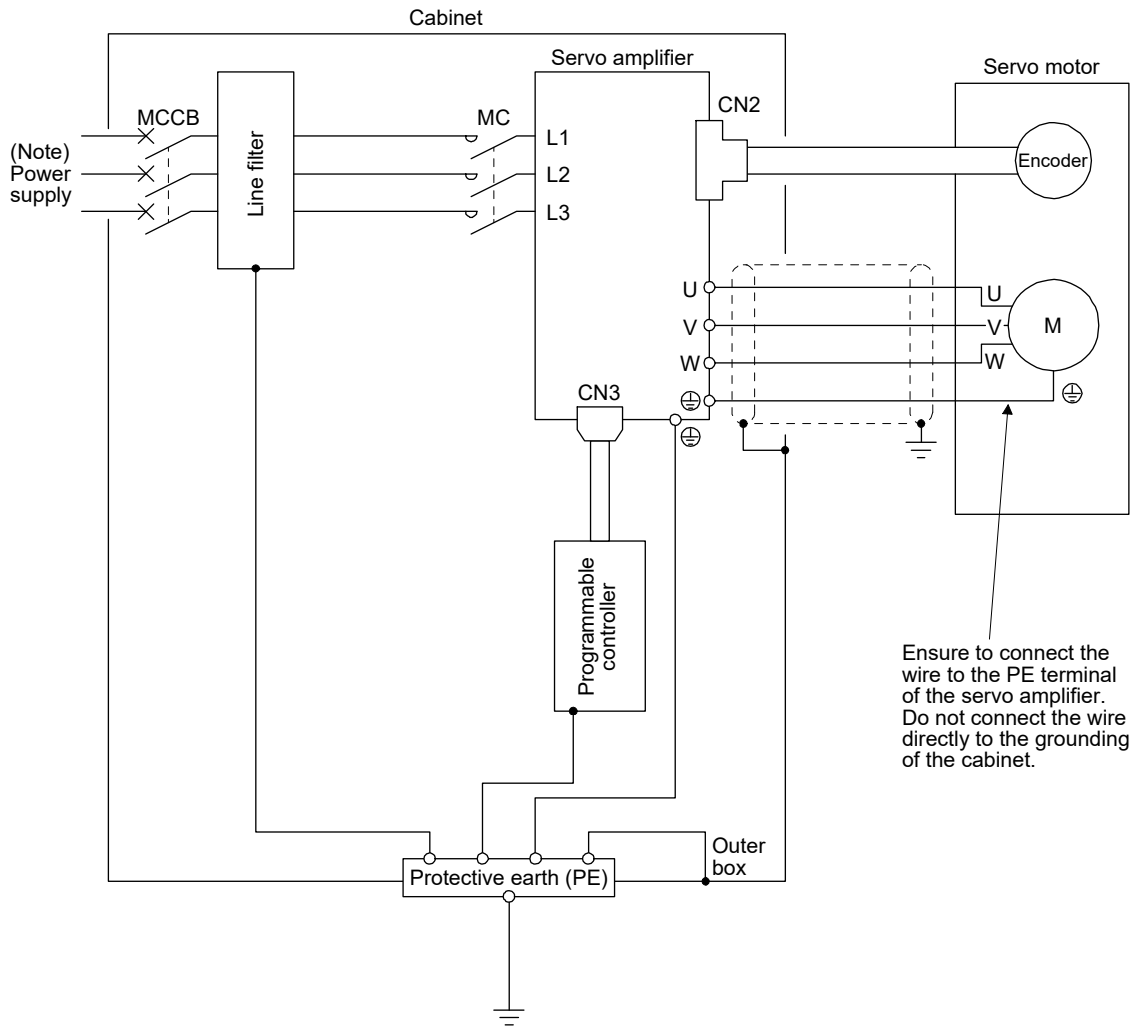 Cabinet
Servo amplifier
Servo motor
MCCB
MC
CN2
(Note)
Power
supply
Line filter
L1
L2
L3
Encoder
U
V
W
U
V
W
M
CN3
Programmable
controller
Ensure to connect the
wire to the PE terminal
of the servo amplifier.
Do not connect the wire
directly to the grounding
of the cabinet.
Outer
box
Protective earth (PE)